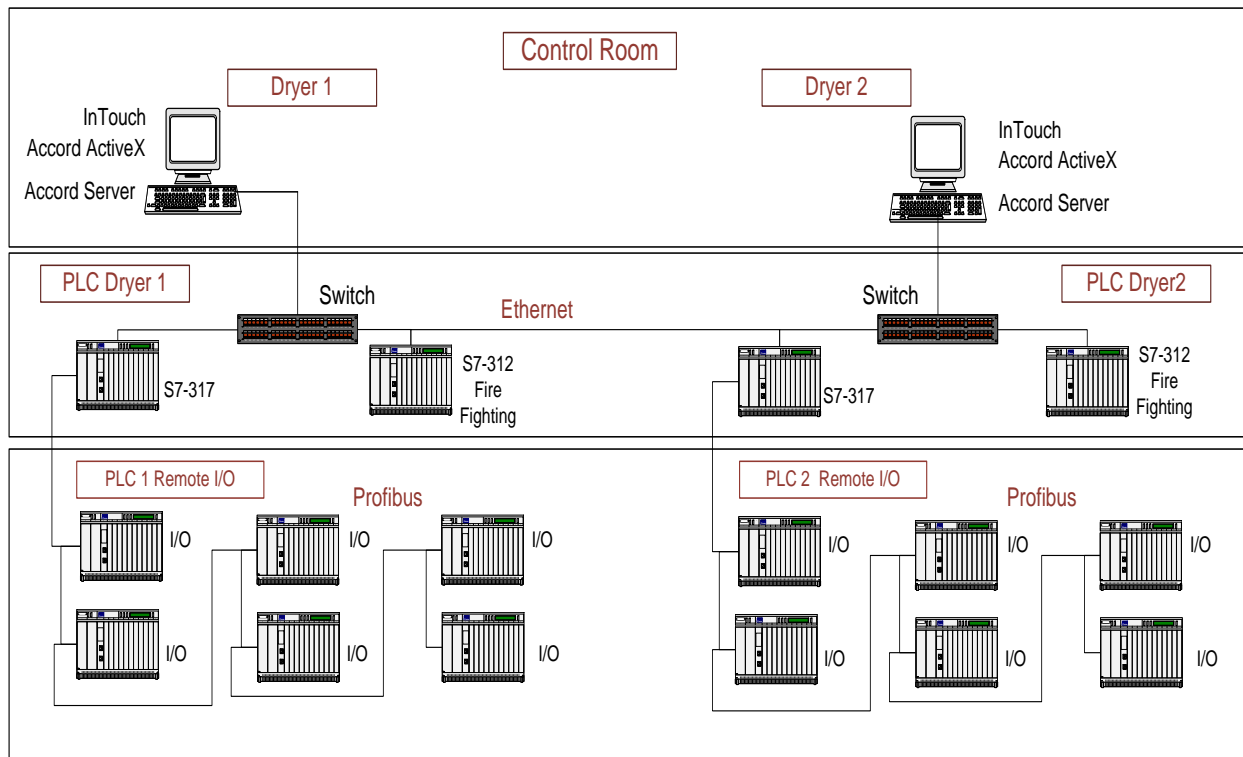 Control Room
Dryer 1
Dryer 2
InTouch
Accord ActiveX
Accord Server
InTouch
Accord ActiveX
Accord Server
PLC Dryer 1
PLC Dryer2
Switch
Ethernet
Switch
S7-317
S7-312
Fire
Fighting
S7-317
S7-312
Fire
Fighting
PLC 1 Remote I/O
Profibus
PLC 2 Remote I/O
Profibus
I/O
I/O
I/O
I/O
I/O
I/O
I/O
I/O
I/O
I/O
I/O
I/O